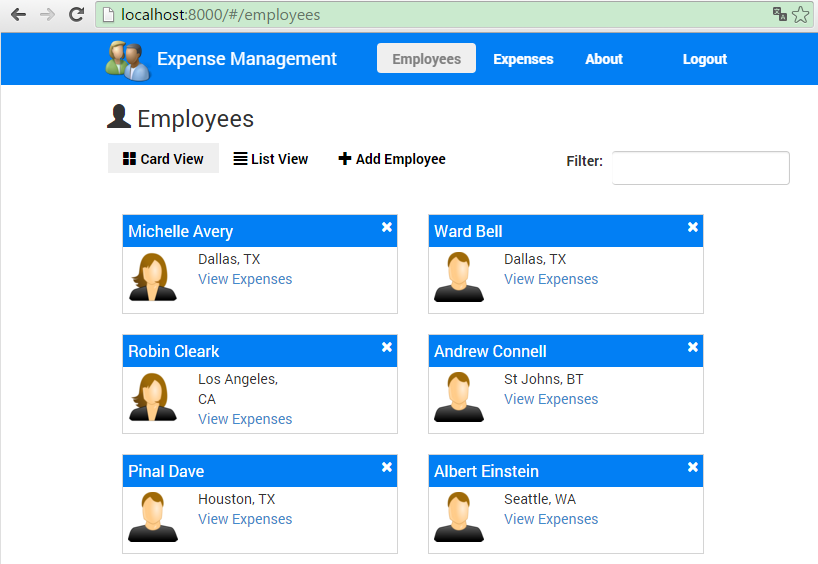 localhost:8000/#/employees
Expense Management Employees Expenses About Logout
Employees
Card View List View Add Employee Filter:
Michelle Avery
Dallas, TX
View Expenses
Ward Bell
Dallas, TX
View Expenses
Robin Cleark
Los Angeles,
CA
View Expenses
Andrew Connell
St Johns, BT
View Expenses
Pinal Dave
Houston, TX
View Expenses
Albert Einstein
Seattle, WA
View Expenses